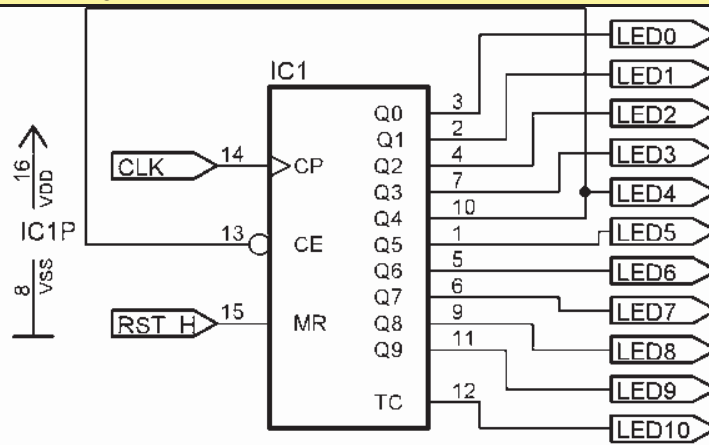 LED0
IC1
LED1
Q0 3
Q1 2
LED2
16 VDD
CLK 14 CP
Q2 4
LED3
Q3 7
LED4
Q4 10
IC1P
13 CE
Q5 1
LED5
Q6 5
LED6
8 VSS
Q7 6
LED7
RST_H 15 MR
Q8 9
LED8
Q9 11
LED9
TC 12
LED10